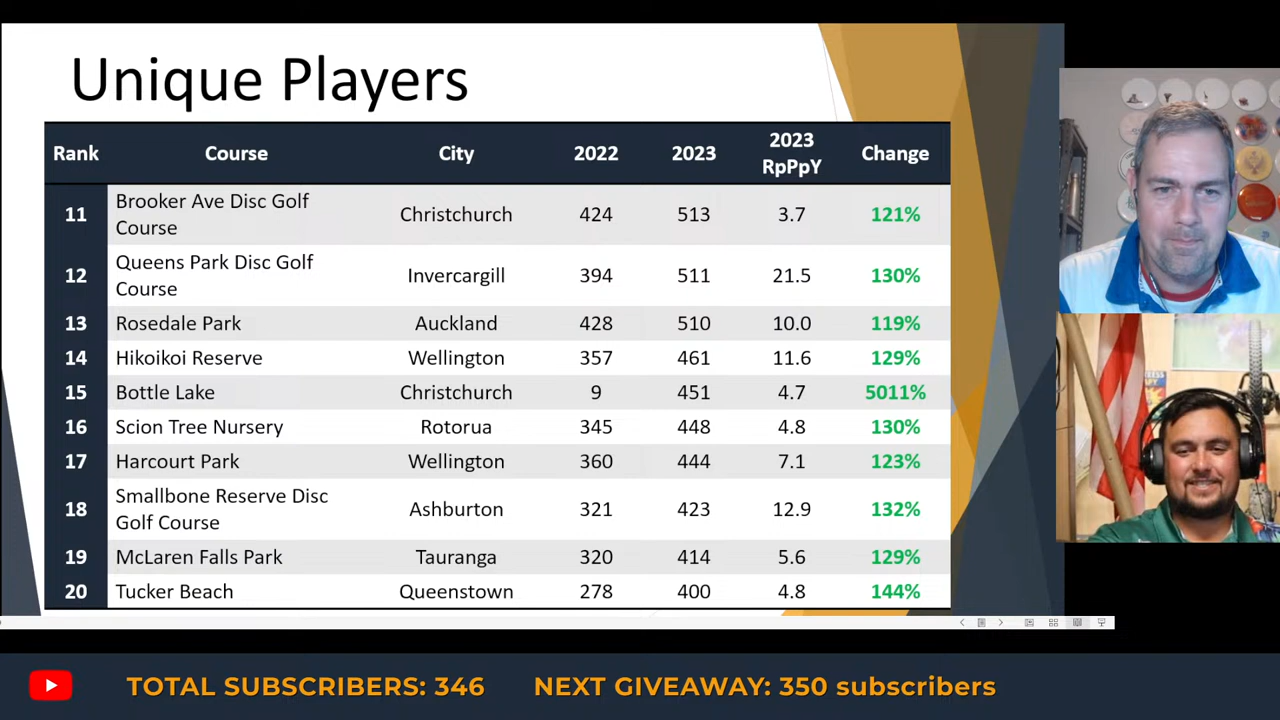 Unique Players
Rank Course City 2022 2023 2023 RpPpY Change
11 Brooker Ave Disc Golf Course Christchurch 424 513 3.7 121%
12 Queens Park Disc Golf Course Invercargill 394 511 21.5 130%
13 Rosedale Park Auckland 428 510 10.0 119%
14 Hikoikoi Reserve Wellington 357 461 11.6 129%
15 Bottle Lake Christchurch 9 451 4.7 5011%
16 Scion Tree Nursery Rotorua 345 448 4.8 130%
17 Harcourt Park Wellington 360 444 7.1 123%
18 Smallbone Reserve Disc Golf Course Ashburton 321 423 12.9 132%
19 McLaren Falls Park Tauranga 320 414 5.6 129%
20 Tucker Beach Queenstown 278 400 4.8 144%
TOTAL SUBSCRIBERS: 346 NEXT GIVEAWAY: 350 subscribers